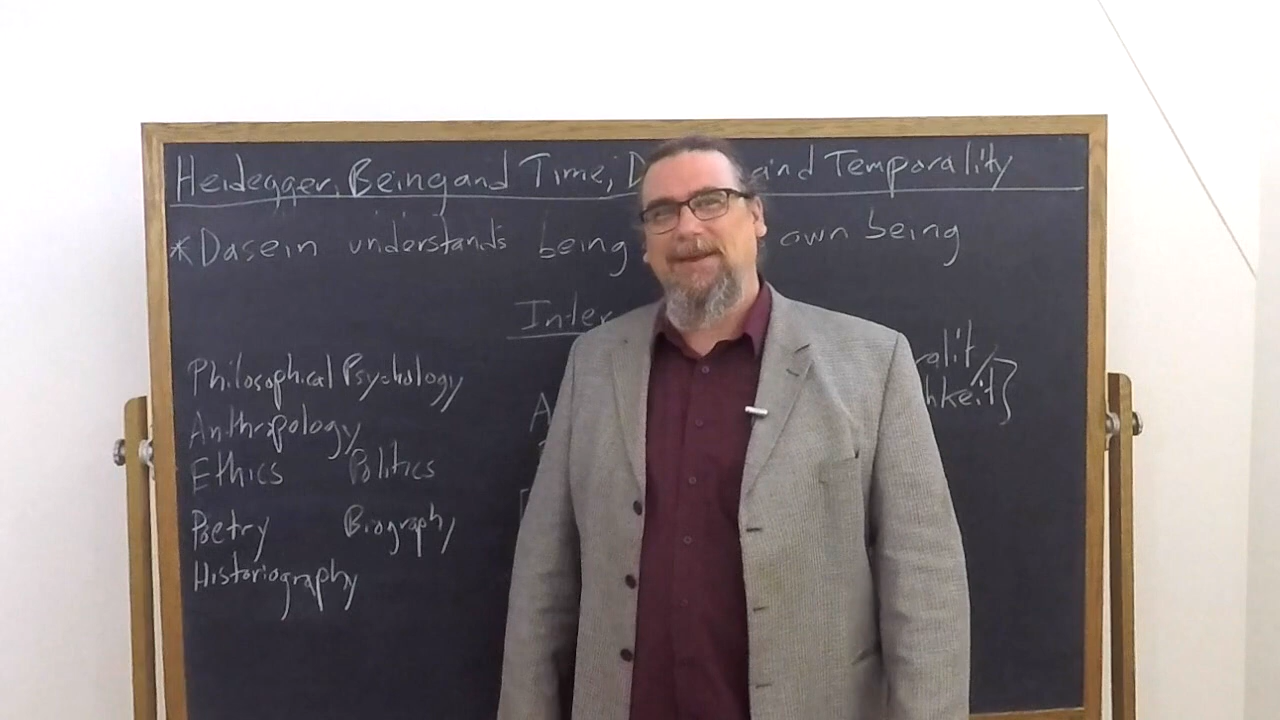 Heidegger, Being and Time, D and Temporality
*Dasein understands being own being
Inter
Philosophical Psychology
Anthropology
Ethics Politics
Poetry Biography
Historiography
A